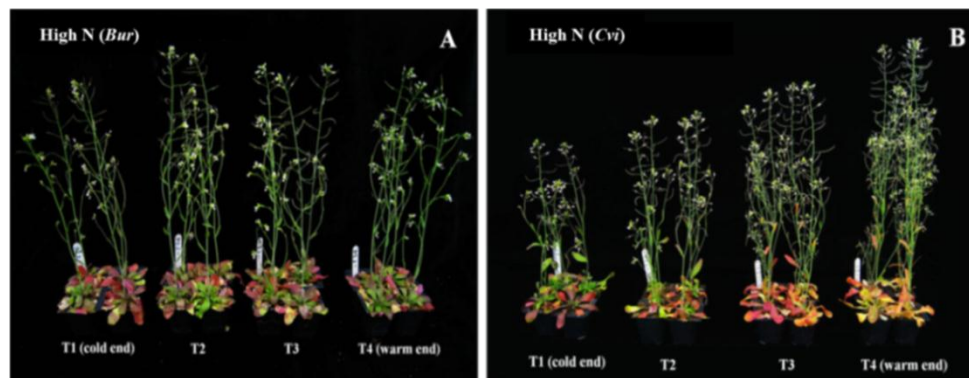 High N (Bur)
A
T1 (cold end)
T2
T3
T4 (warm end)
High N (Cvi)
B
T1 (cold end)
T2
T3
T4 (warm end)